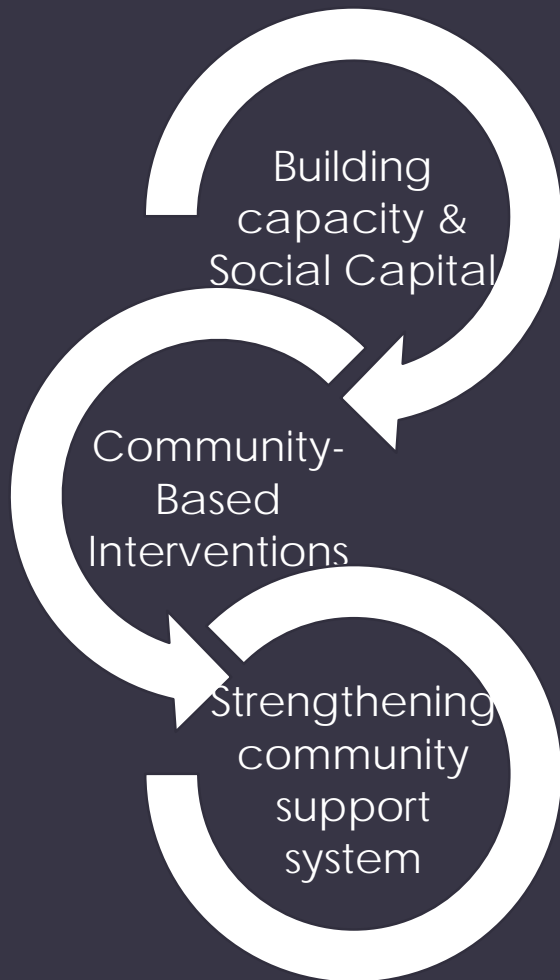 Building
capacity &
Social Capital
Community-
Based
Interventions
Strengthening
community
support
system